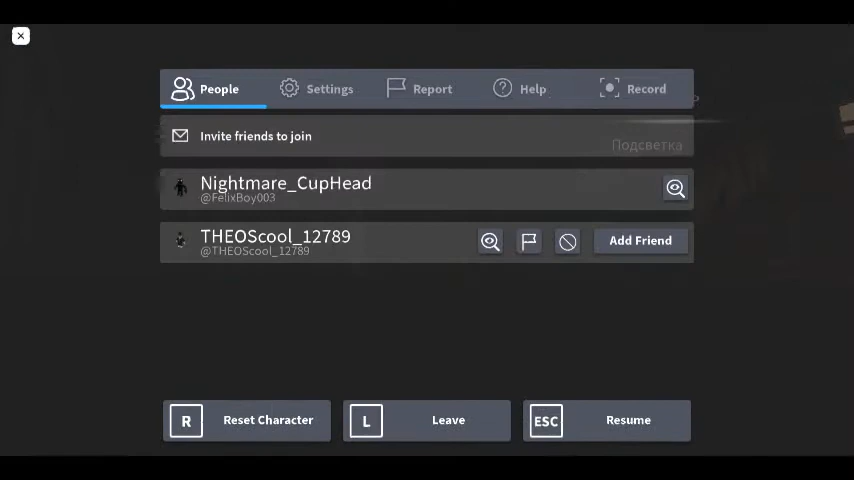 People
Settings
Report
Help
Record
Invite friends to join
Подсветка
Nightmare_CupHead
@FelixBoy003
THEOScool_12789
@THEOScool_12789
Add Friend
R
Reset Character
L
Leave
ESC
Resume